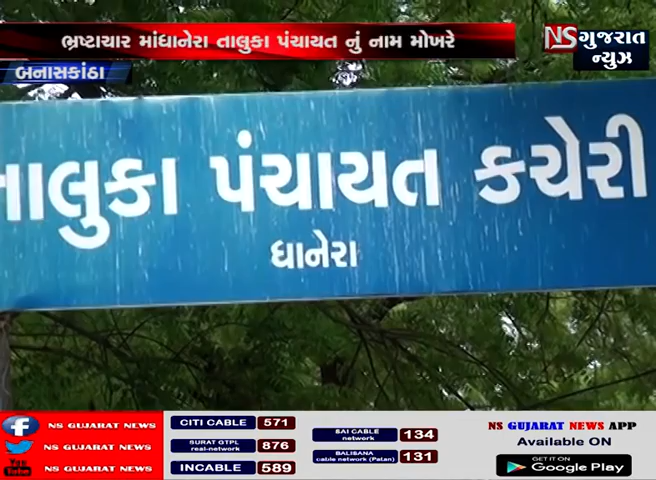 ભ્રષ્ટાચાર માંધાનેરા તાલુકા પંચાયત નું નામ મોખરે
NS ગુજરાત
ન્યુઝ
બનાસકાંઠા
તાલુકા પંચાયત કચેરી
ધાનેરા
NS GUJARAT NEWS
NS GUJARAT NEWS
You Tube NS GUJARAT NEWS
CITI CABLE 571
SURAT GTPL
real-network 876
INCABLE 589
SAI CABLE
network 134
BALISANA
cable network (Patan) 131
NS GUJARAT NEWS APP
Available ON
GET IT ON
Google Play